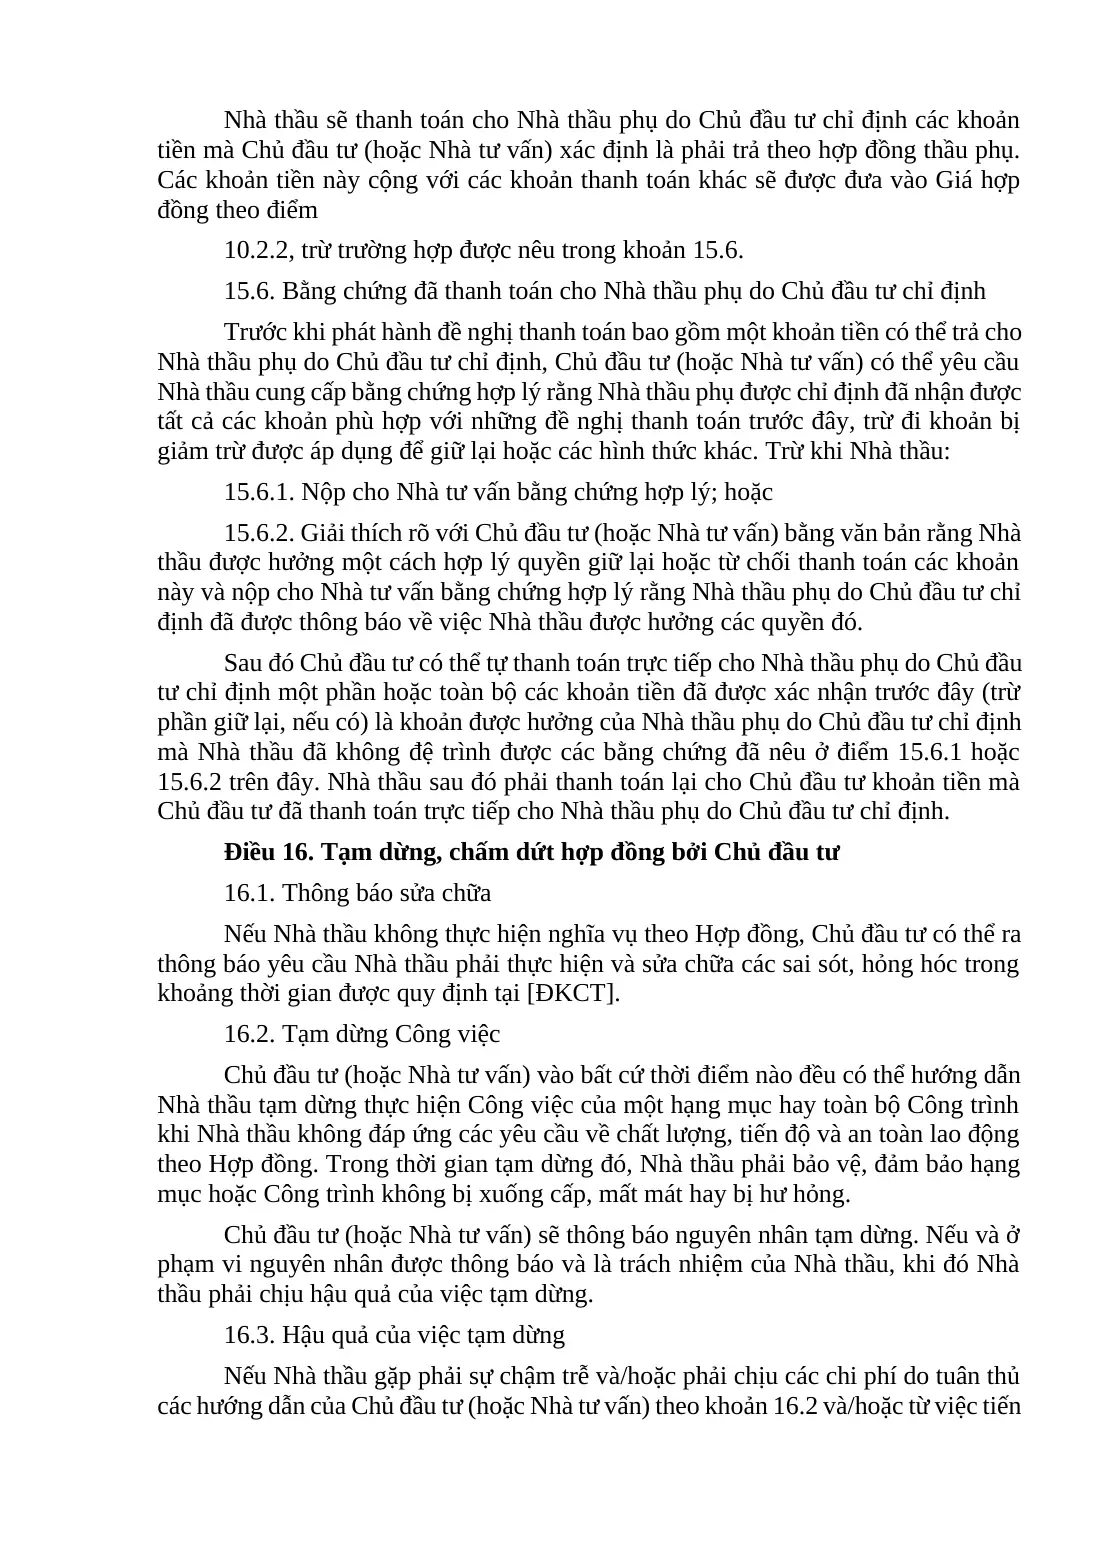 Nhà thầu sẽ thanh toán cho Nhà thầu phụ do Chủ đầu tư chỉ định các khoản
tiền mà Chủ đầu tư (hoặc Nhà tư vấn) xác định là phải trả theo hợp đồng thầu phụ.
Các khoản tiền này cộng với các khoản thanh toán khác sẽ được đưa vào Giá hợp
đồng theo điểm
10.2.2, trừ trường hợp được nêu trong khoản 15.6.
15.6. Bằng chứng đã thanh toán cho Nhà thầu phụ do Chủ đầu tư chỉ định
Trước khi phát hành đề nghị thanh toán bao gồm một khoản tiền có thể trả cho
Nhà thầu phụ do Chủ đầu tư chỉ định, Chủ đầu tư (hoặc Nhà tư vấn) có thể yêu cầu
Nhà thầu cung cấp bằng chứng hợp lý rằng Nhà thầu phụ được chỉ định đã nhận được
tất cả các khoản phù hợp với những đề nghị thanh toán trước đây, trừ đi khoản bị
giảm trừ được áp dụng để giữ lại hoặc các hình thức khác. Trừ khi Nhà thầu:
15.6.1. Nộp cho Nhà tư vấn bằng chứng hợp lý; hoặc
15.6.2. Giải thích rõ với Chủ đầu tư (hoặc Nhà tư vấn) bằng văn bản rằng Nhà
thầu được hưởng một cách hợp lý quyền giữ lại hoặc từ chối thanh toán các khoản
này và nộp cho Nhà tư vấn bằng chứng hợp lý rằng Nhà thầu phụ do Chủ đầu tư chỉ
định đã được thông báo về việc Nhà thầu được hưởng các quyền đó.
Sau đó Chủ đầu tư có thể tự thanh toán trực tiếp cho Nhà thầu phụ do Chủ đầu
tư chỉ định một phần hoặc toàn bộ các khoản tiền đã được xác nhận trước đây (trừ
phần giữ lại, nếu có) là khoản được hưởng của Nhà thầu phụ do Chủ đầu tư chỉ định
mà Nhà thầu đã không đệ trình được các bằng chứng đã nêu ở điểm 15.6.1 hoặc
15.6.2 trên đây. Nhà thầu sau đó phải thanh toán lại cho Chủ đầu tư khoản tiền mà
Chủ đầu tư đã thanh toán trực tiếp cho Nhà thầu phụ do Chủ đầu tư chỉ định.
Điều 16. Tạm dừng, chấm dứt hợp đồng bởi Chủ đầu tư
16.1. Thông báo sửa chữa
Nếu Nhà thầu không thực hiện nghĩa vụ theo Hợp đồng, Chủ đầu tư có thể ra
thông báo yêu cầu Nhà thầu phải thực hiện và sửa chữa các sai sót, hỏng hóc trong
khoảng thời gian được quy định tại [ĐKCT].
16.2. Tạm dừng Công việc
Chủ đầu tư (hoặc Nhà tư vấn) vào bất cứ thời điểm nào đều có thể hướng dẫn
Nhà thầu tạm dừng thực hiện Công việc của một hạng mục hay toàn bộ Công trình
khi Nhà thầu không đáp ứng các yêu cầu về chất lượng, tiến độ và an toàn lao động
theo Hợp đồng. Trong thời gian tạm dừng đó, Nhà thầu phải bảo vệ, đảm bảo hạng
mục hoặc Công trình không bị xuống cấp, mất mát hay bị hư hỏng.
Chủ đầu tư (hoặc Nhà tư vấn) sẽ thông báo nguyên nhân tạm dừng. Nếu và ở
phạm vi nguyên nhân được thông báo và là trách nhiệm của Nhà thầu, khi đó Nhà
thầu phải chịu hậu quả của việc tạm dừng.
16.3. Hậu quả của việc tạm dừng
Nếu Nhà thầu gặp phải sự chậm trễ và/hoặc phải chịu các chi phí do tuân thủ
các hướng dẫn của Chủ đầu tư (hoặc Nhà tư vấn) theo khoản 16.2 và/hoặc từ việc tiến